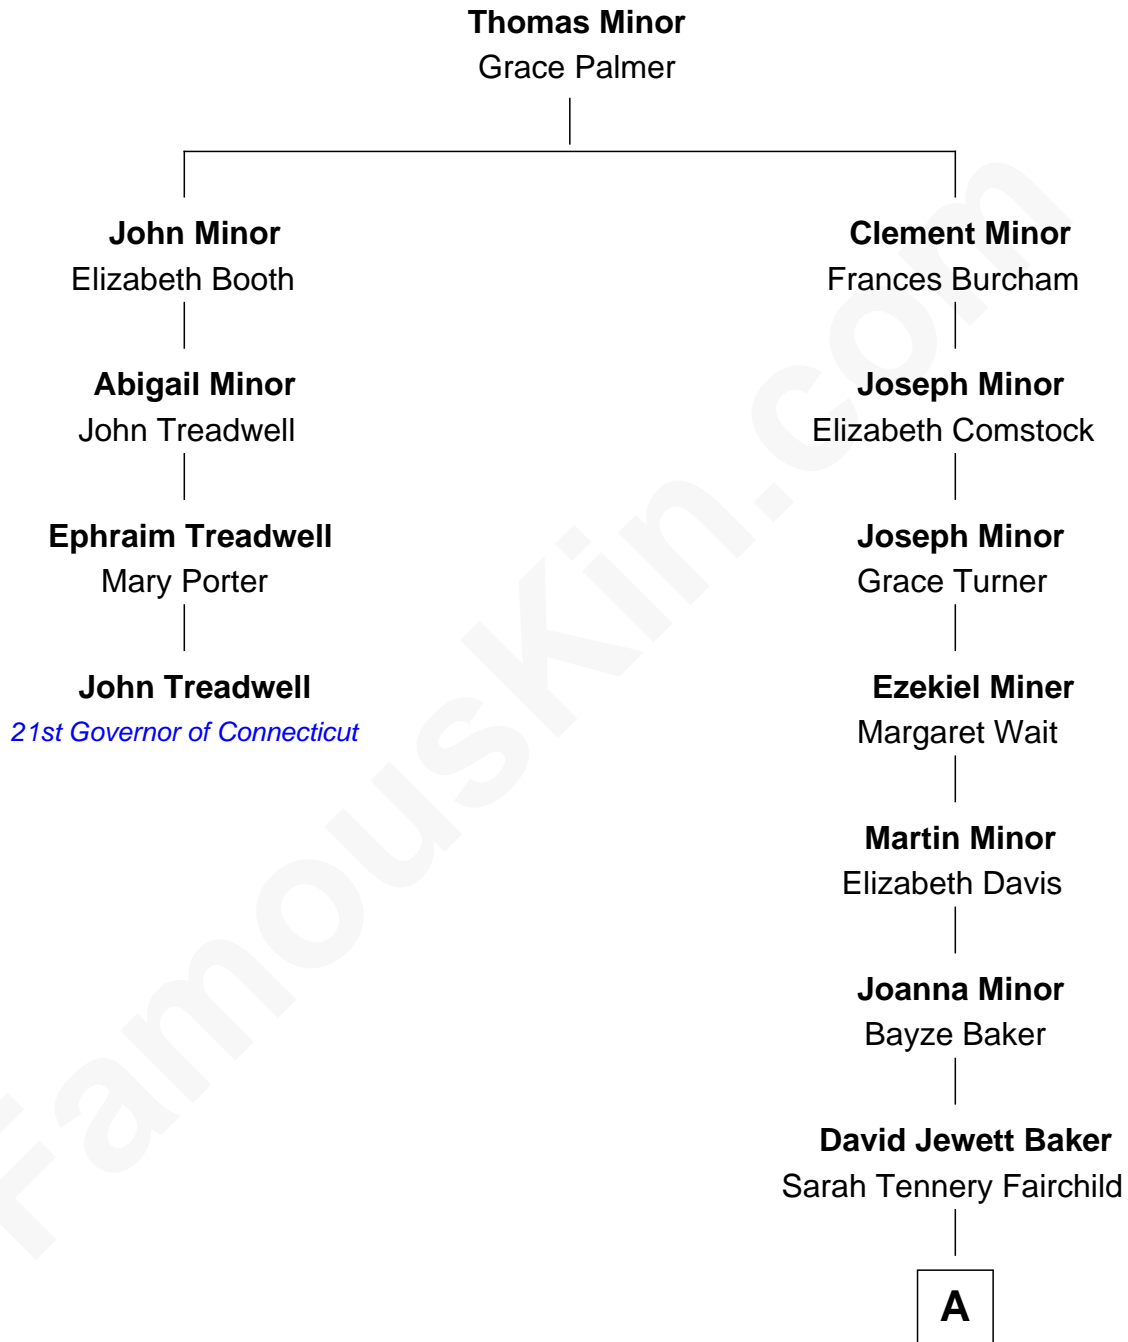 Thomas Minor
Grace Palmer
John Minor
Elizabeth Booth
Abigail Minor
John Treadwell
Ephraim Treadwell
Mary Porter
John Treadwell
21st Governor of Connecticut
Clement Minor
Frances Burcham
Joseph Minor
Elizabeth Comstock
Joseph Minor
Grace Turner
Ezekiel Miner
Margaret Wait
Martin Minor
Elizabeth Davis
Joanna Minor
Bayze Baker
David Jewett Baker
Sarah Tennery Fairchild
A
FamousKin.com